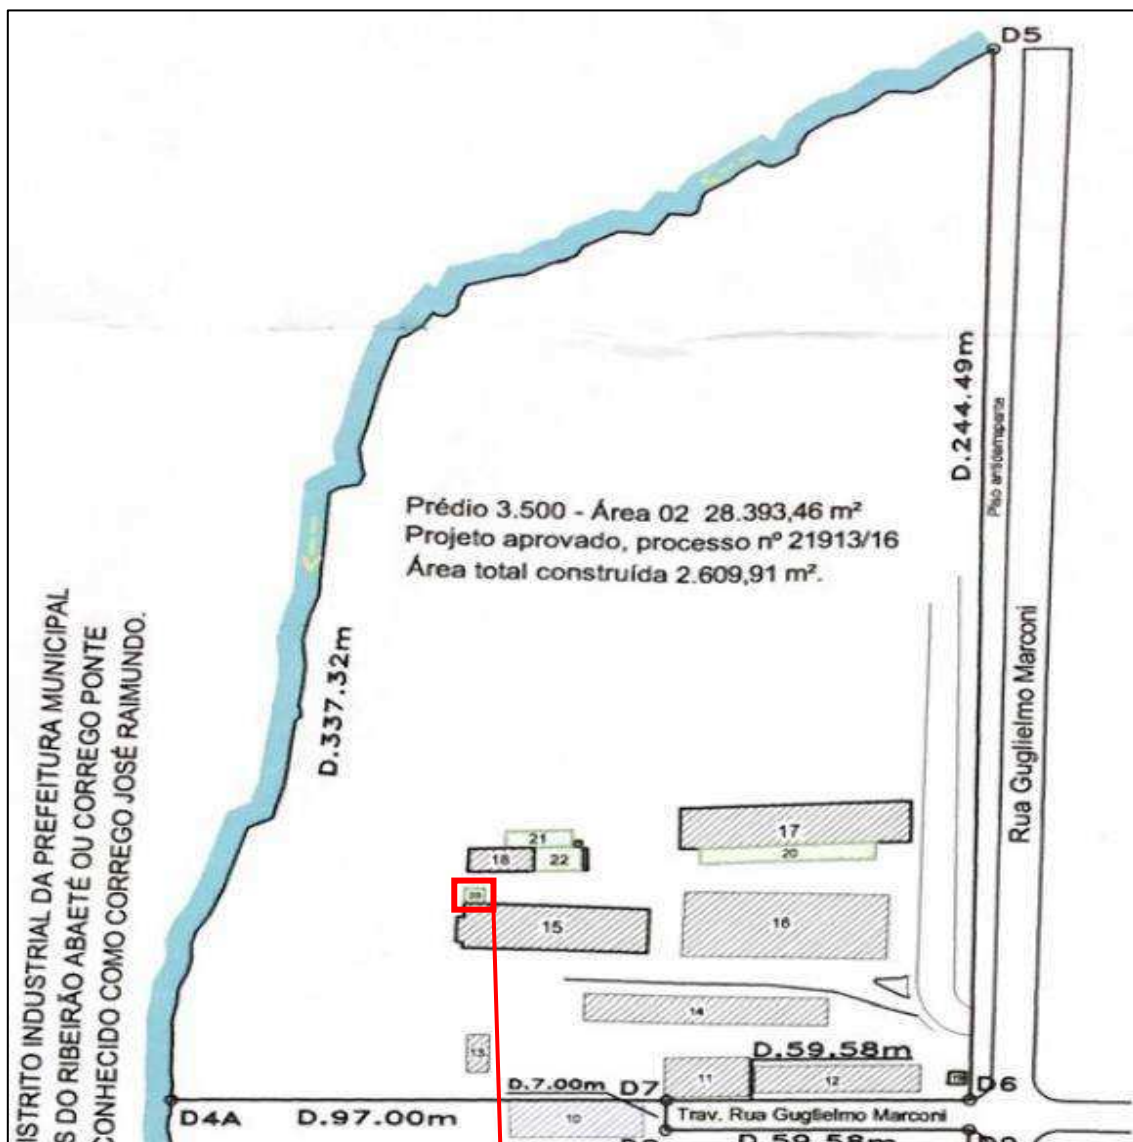 D5
D.244.49m
Piso antiderrapante
Rua Guglielmo Marconi
Prédio 3.500 - Área 02 28.393,46 m²
Projeto aprovado, processo nº 21913/16
Área total construída 2.609,91 m².
D.337.32m
ISTRITO INDUSTRIAL DA PREFEITURA MUNICIPAL
S DO RIBEIRÃO ABAETÉ OU CORREGO PONTE
CONHECIDO COMO CORREGO JOSÉ RAIMUNDO.
21
18
22
17
20
15
16
14
13
D.59.58m
11
12
D.7.00m
D7
D6
D4A
D.97.00m
10
Trav. Rua Guglielmo Marconi
D.59.58m